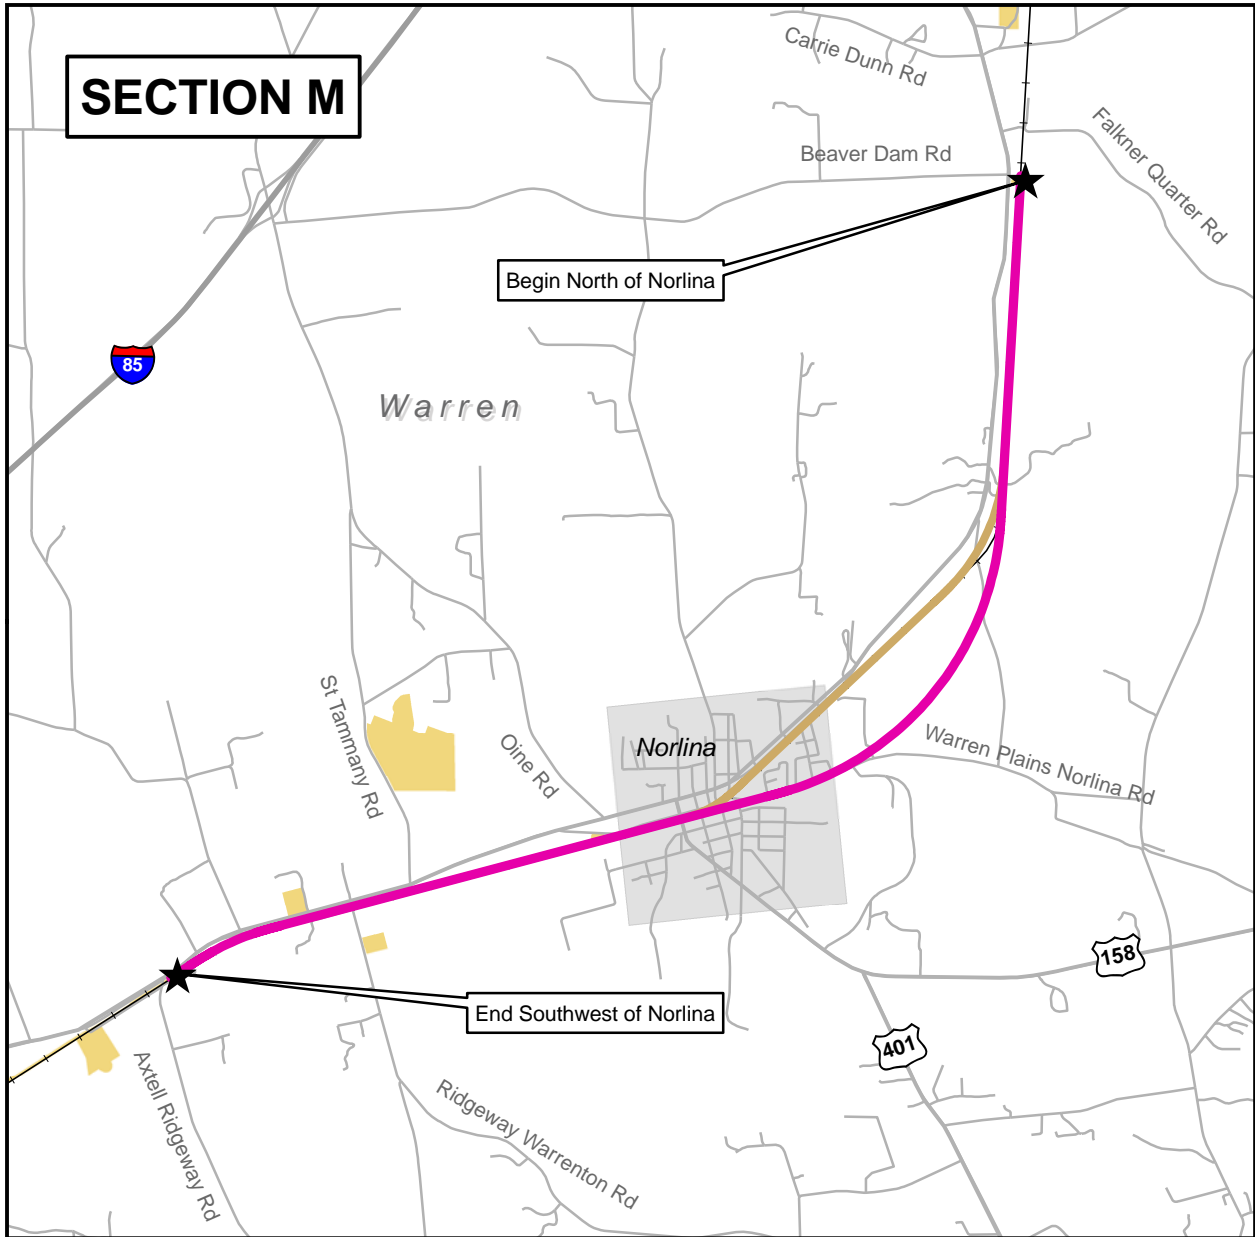 SECTION M
Carrie Dunn Rd
Beaver Dam Rd
Falkner Quarter Rd
Begin North of Norlina
85
Warren
St Tammany Rd
Oine Rd
Norlina
Warren Plains Norlina Rd
158
End Southwest of Norlina
401
Axtell Ridgeway Rd
Ridgeway Warrenton Rd